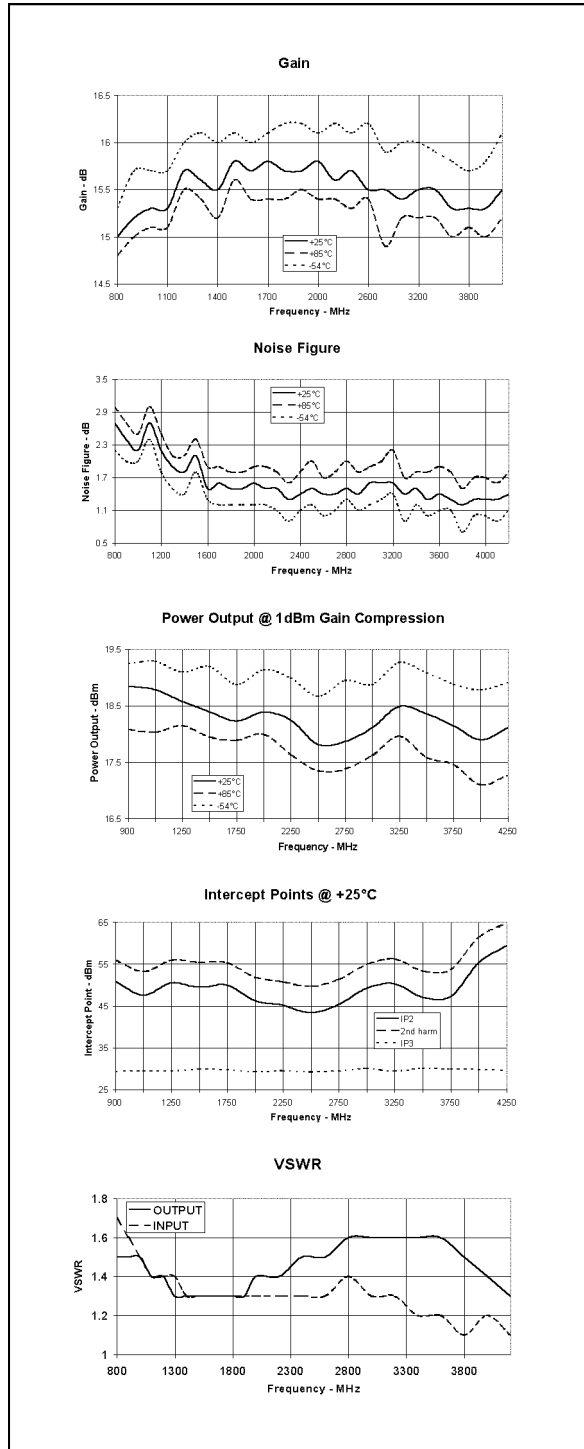 Gain
16.5
16
15.5
15
14.5
Gain - dB
+25°C
+85°C
-54°C
800 1100 1400 1700 2000 2600 3200 3800
Frequency - MHz
Noise Figure
3.5
2.9
2.3
1.7
1.1
0.5
Noise Figure - dB
+25°C
+85°C
-54°C
800 1200 1600 2000 2400 2800 3200 3600 4000
Frequency - MHz
Power Output @ 1dBm Gain Compression
19.5
18.5
17.5
16.5
Power Output - dBm
+25°C
+85°C
-54°C
900 1250 1750 2250 2750 3250 3750 4250
Frequency - MHz
Intercept Points @ +25°C
65
55
45
35
25
Intercept Point - dBm
IP2
2nd harm
IP3
900 1250 1750 2250 2750 3250 3750 4250
Frequency - MHz
VSWR
1.8
1.6
1.4
1.2
1
VSWR
OUTPUT
INPUT
800 1300 1800 2300 2800 3300 3800
Frequency - MHz